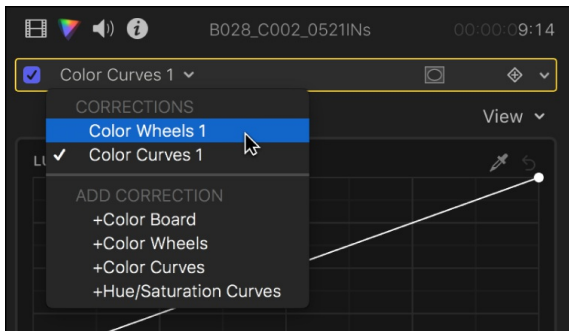 B028_C002_0521INs 00:00:09:14
Color Curves 1
View
CORRECTIONS
Color Wheels 1
✓ Color Curves 1
LU
ADD CORRECTION
+Color Board
+Color Wheels
+Color Curves
+Hue/Saturation Curves